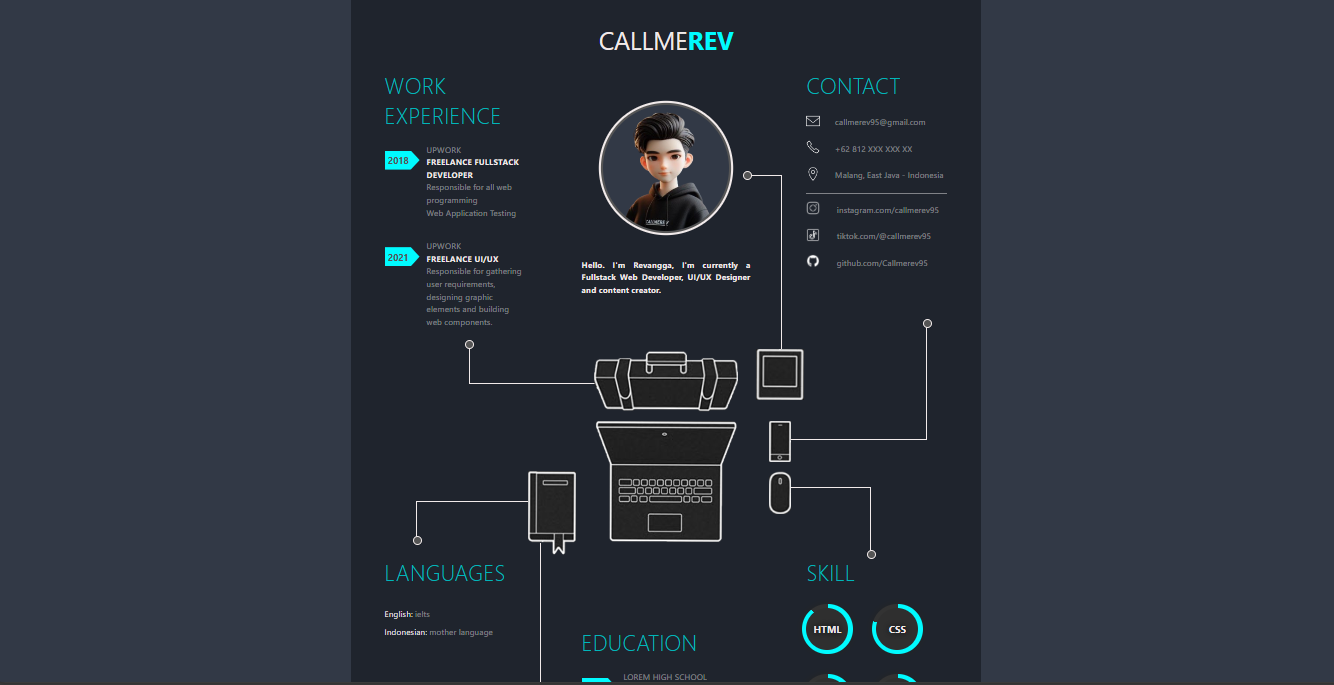 CALLMEREV
WORK
EXPERIENCE
2018
UPWORK
FREELANCE FULLSTACK
DEVELOPER
Responsible for all web
programming
Web Application Testing
2021
UPWORK
FREELANCE UI/UX
Responsible for gathering
user requirements,
designing graphic
elements and building
web components.
Hello. I'm Revangga, I'm currently a
Fullstack Web Developer, UI/UX Designer
and content creator.
CONTACT
callmerev95@gmail.com
+62 812 XXX XXX XX
Malang, East Java - Indonesia
instagram.com/callmerev95
tiktok.com/@callmerev95
github.com/Callmerev95
LANGUAGES
English: ielts
Indonesian: mother language
EDUCATION
LOREM HIGH SCHOOL
SKILL
HTML
CSS